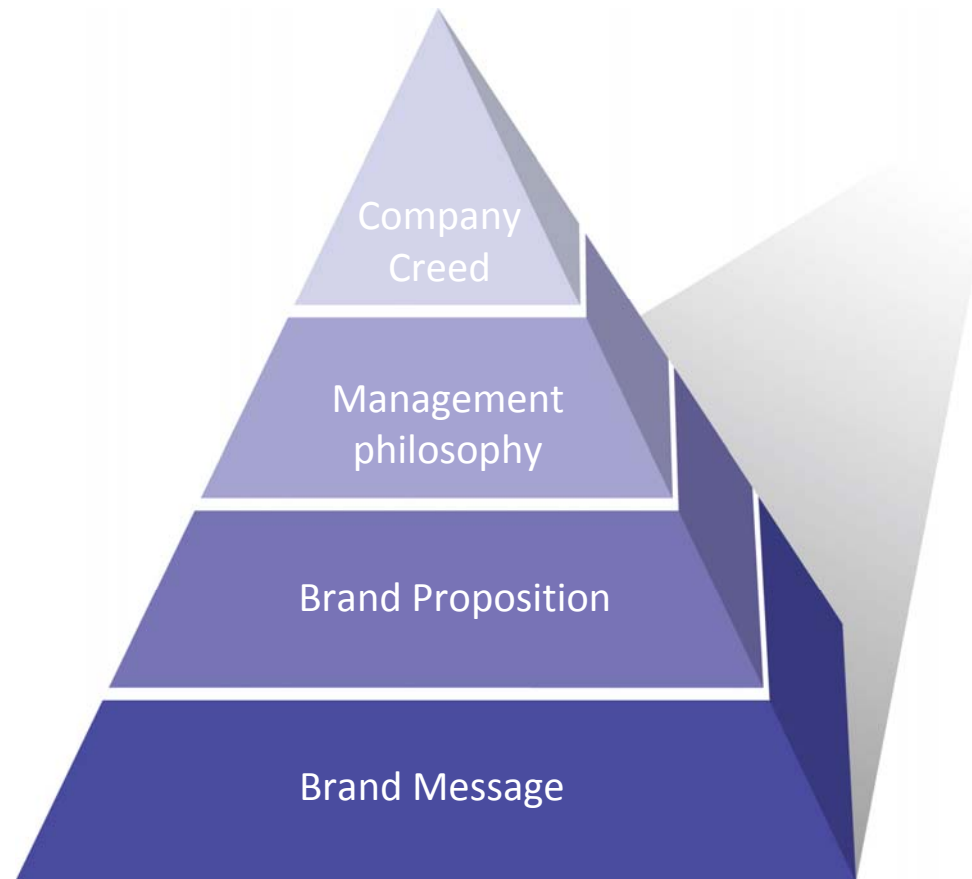 Company
Creed
Management
philosophy
Brand Proposition
Brand Message